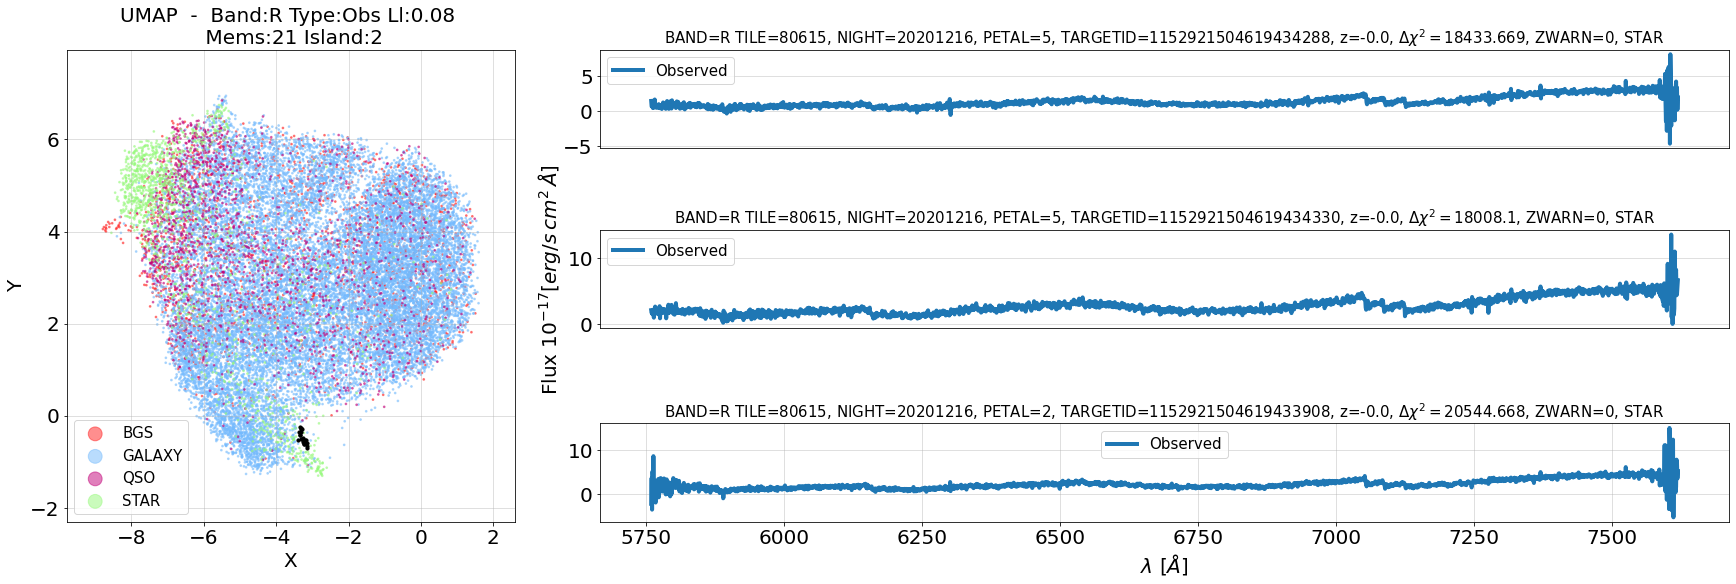 UMAP - Band:R Type:Obs Ll:0.08
Mems:21 Island:2
Y
6
4
2
0
−2
−8
−6
−4
−2
0
2
X
BGS
GALAXY
QSO
STAR
BAND=R TILE=80615, NIGHT=20201216, PETAL=5, TARGETID=1152921504619434288, z=-0.0, Δχ² = 18433.669, ZWARN=0, STAR
Observed
5
0
−5
BAND=R TILE=80615, NIGHT=20201216, PETAL=5, TARGETID=1152921504619434330, z=-0.0, Δχ² = 18008.1, ZWARN=0, STAR
Observed
10
0
Flux 10⁻¹⁷[erg/s cm² Å]
BAND=R TILE=80615, NIGHT=20201216, PETAL=2, TARGETID=1152921504619433908, z=-0.0, Δχ² = 20544.668, ZWARN=0, STAR
Observed
10
0
5750
6000
6250
6500
6750
7000
7250
7500
λ [Å]